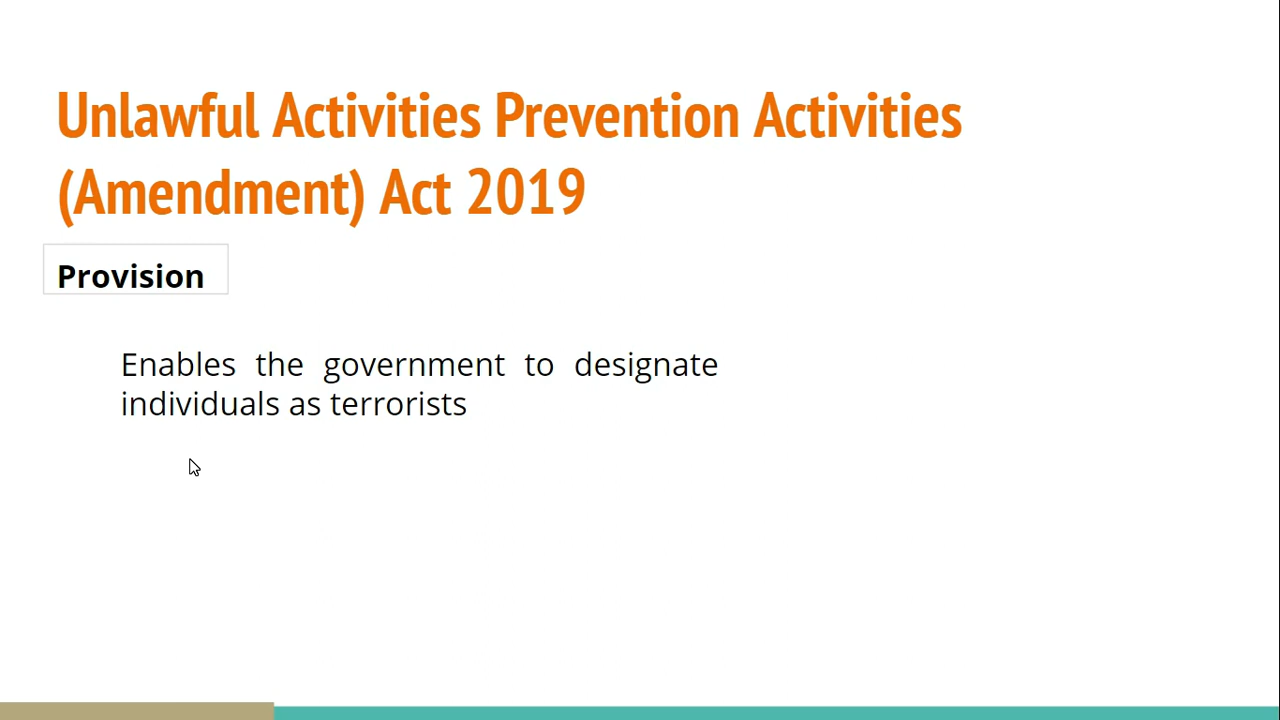 Unlawful Activities Prevention Activities
(Amendment) Act 2019
Provision
Enables the government to designate
individuals as terrorists